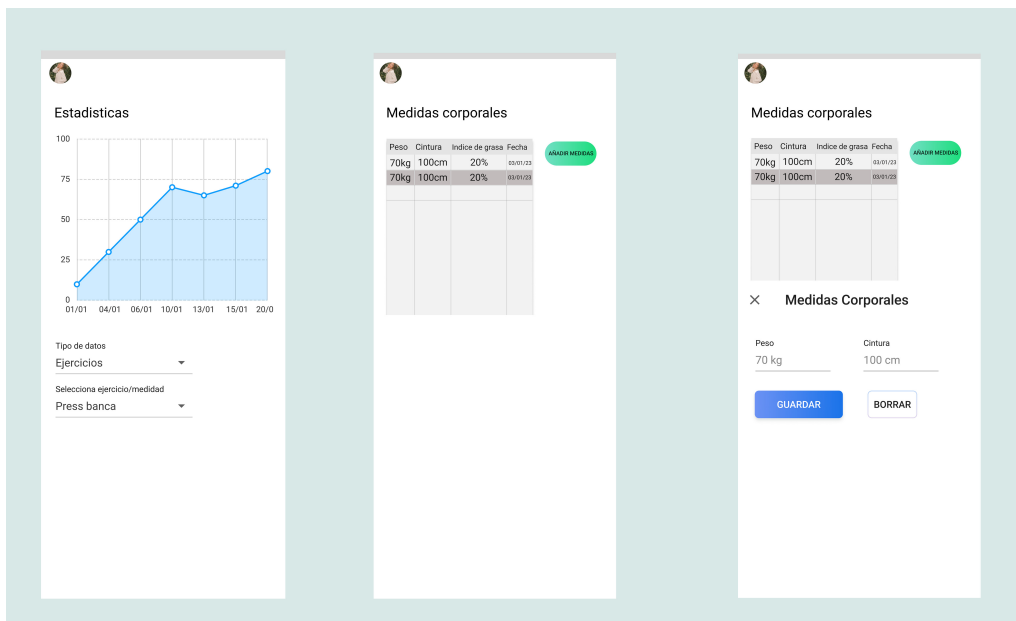 Estadisticas
100
75
50
25
0
01/01 04/01 06/01 10/01 13/01 15/01 20/0
Tipo de datos
Ejercicios
Selecciona ejercicio/medidad
Press banca
Medidas corporales
Peso Cintura Indice de grasa Fecha
70kg 100cm 20% 03/01/23
70kg 100cm 20% 03/01/23
AÑADIR MEDIDAS
Medidas corporales
Peso Cintura Indice de grasa Fecha
70kg 100cm 20% 03/01/23
70kg 100cm 20% 03/01/23
AÑADIR MEDIDAS
Medidas Corporales
Peso Cintura
70 kg 100 cm
GUARDAR BORRAR